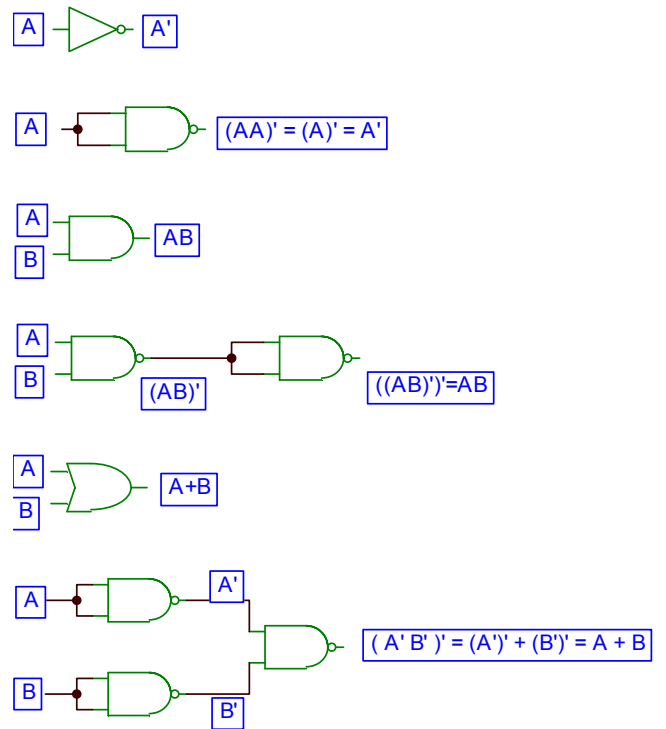 A A'
A (AA)' = (A)' = A'
A
AB
B
A
B
(AB)'
((AB)')'=AB
A
A+B
B
A'
A
( A' B' )' = (A')' + (B')' = A + B
B
B'